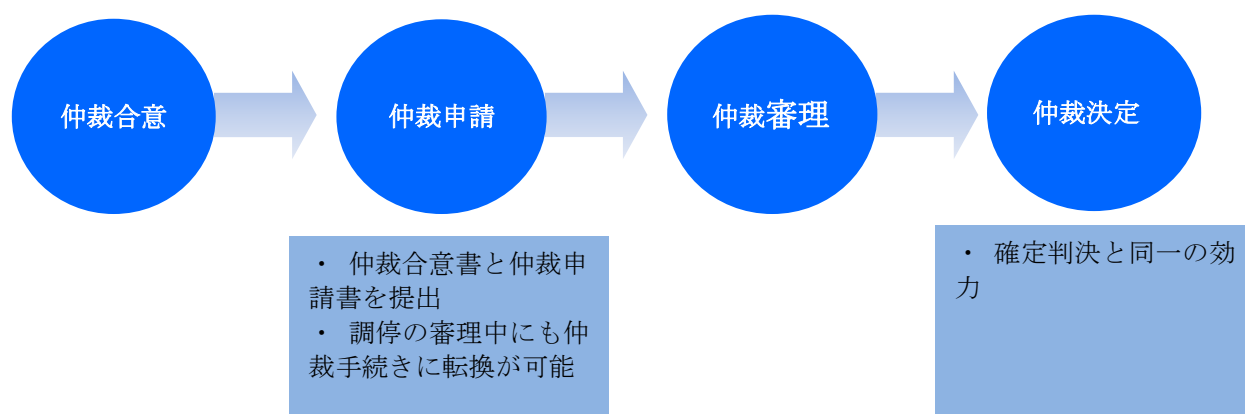 仲裁合意
仲裁申請
仲裁審理
仲裁決定
・ 仲裁合意書と仲裁申
請書を提出
・ 調停の審理中にも仲
裁手続きに転換が可能
・ 確定判決と同一の効
力